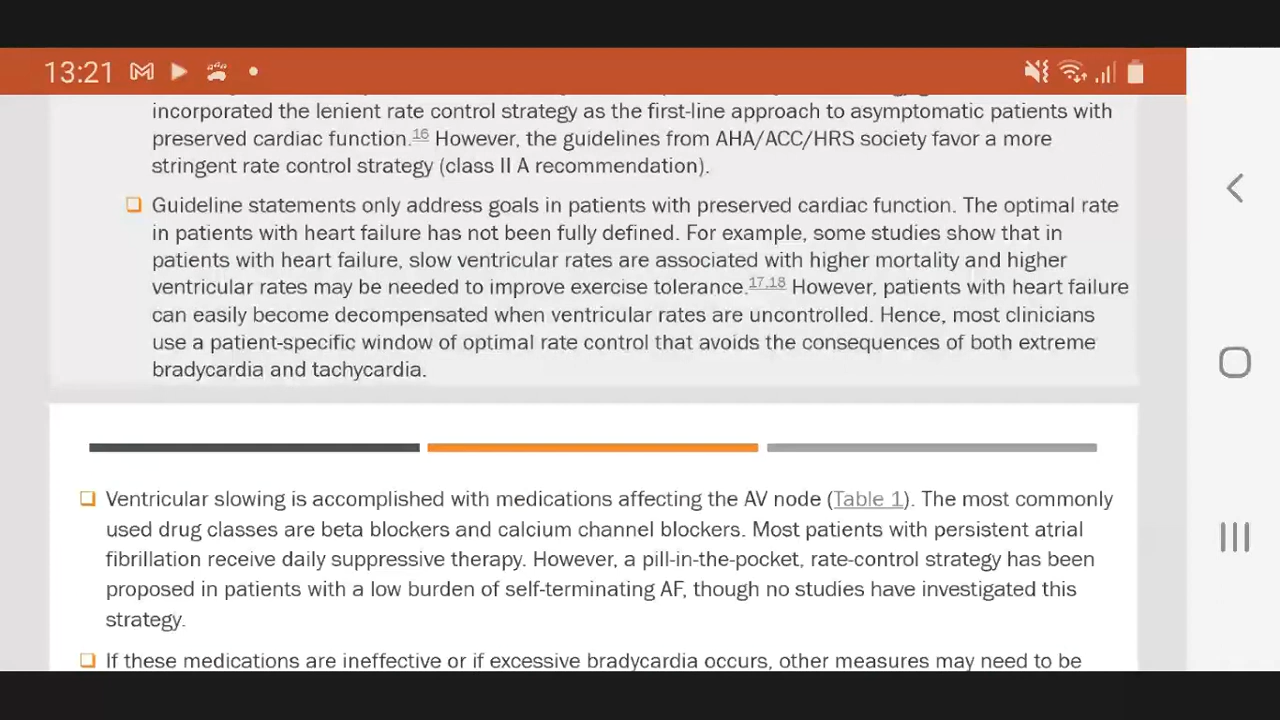 13:21
incorporated the lenient rate control strategy as the first-line approach to asymptomatic patients with
preserved cardiac function.16 However, the guidelines from AHA/ACC/HRS society favor a more
stringent rate control strategy (class II A recommendation).
Guideline statements only address goals in patients with preserved cardiac function. The optimal rate
in patients with heart failure has not been fully defined. For example, some studies show that in
patients with heart failure, slow ventricular rates are associated with higher mortality and higher
ventricular rates may be needed to improve exercise tolerance.17,18 However, patients with heart failure
can easily become decompensated when ventricular rates are uncontrolled. Hence, most clinicians
use a patient-specific window of optimal rate control that avoids the consequences of both extreme
bradycardia and tachycardia.
Ventricular slowing is accomplished with medications affecting the AV node (Table 1). The most commonly
used drug classes are beta blockers and calcium channel blockers. Most patients with persistent atrial
fibrillation receive daily suppressive therapy. However, a pill-in-the-pocket, rate-control strategy has been
proposed in patients with a low burden of self-terminating AF, though no studies have investigated this
strategy.
If these medications are ineffective or if excessive bradycardia occurs, other measures may need to be